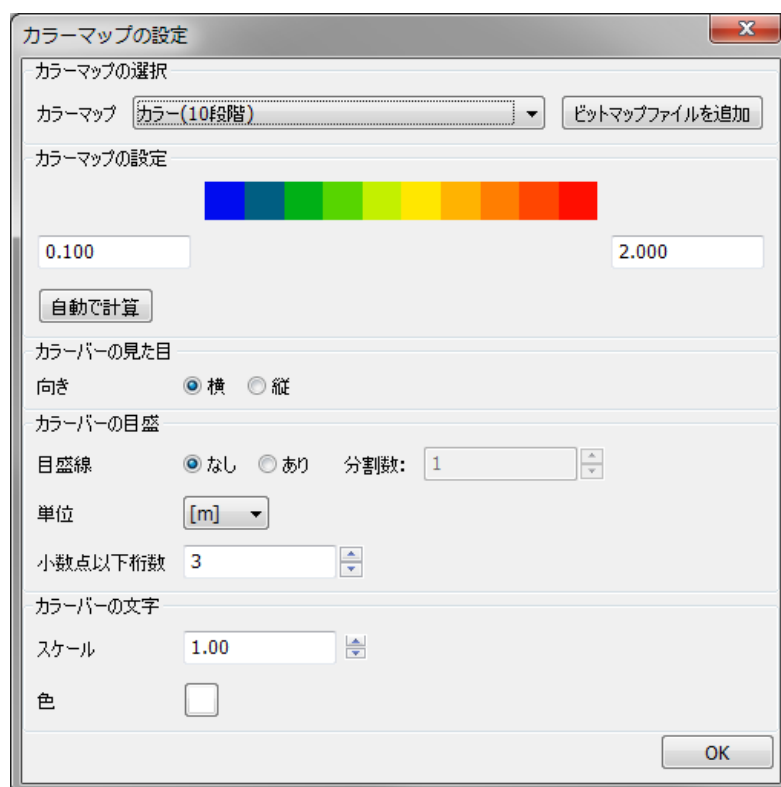 カラーマップの設定
カラーマップの選択
カラーマップ カラー(10段階) ビットマップファイルを追加
カラーマップの設定
0.100 2.000
自動で計算
カラーバーの見た目
向き 横 縦
カラーバーの目盛
目盛線 なし あり 分割数: 1
単位 [m]
小数点以下桁数 3
カラーバーの文字
スケール 1.00
色
OK